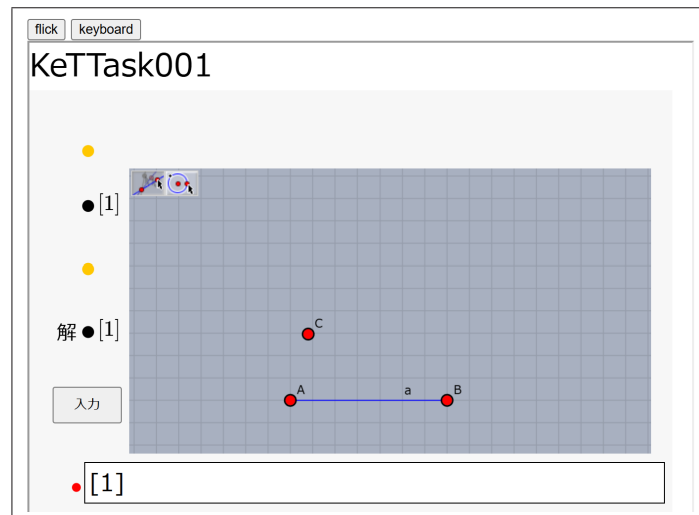 flick keyboard
KeTTask001
[1]
C
解 [1]
A a B
入力
[1]